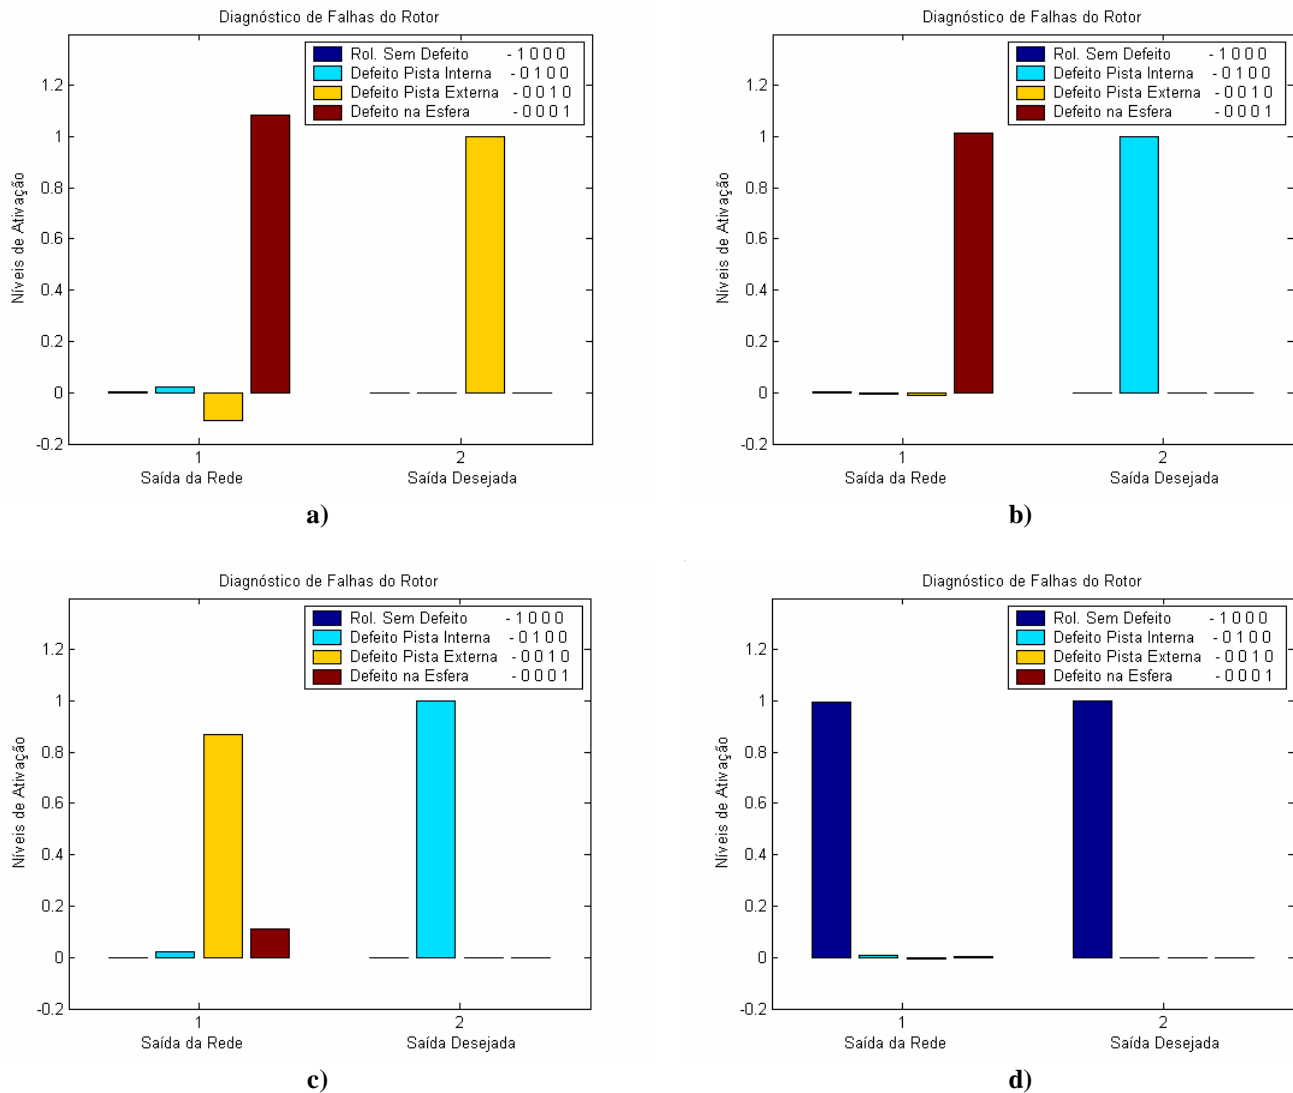 Diagnóstico de Falhas do Rotor
Rol. Sem Defeito - 1 0 0 0
Defeito Pista Interna - 0 1 0 0
Defeito Pista Externa - 0 0 1 0
Defeito na Esfera - 0 0 0 1
Níveis de Ativação
1.2
1
0.8
0.6
0.4
0.2
0
-0.2
1 2
Saída da Rede Saída Desejada
a)
Diagnóstico de Falhas do Rotor
Rol. Sem Defeito - 1 0 0 0
Defeito Pista Interna - 0 1 0 0
Defeito Pista Externa - 0 0 1 0
Defeito na Esfera - 0 0 0 1
Níveis de Ativação
1.2
1
0.8
0.6
0.4
0.2
0
-0.2
1 2
Saída da Rede Saída Desejada
b)
Diagnóstico de Falhas do Rotor
Rol. Sem Defeito - 1 0 0 0
Defeito Pista Interna - 0 1 0 0
Defeito Pista Externa - 0 0 1 0
Defeito na Esfera - 0 0 0 1
Níveis de Ativação
1.2
1
0.8
0.6
0.4
0.2
0
-0.2
1 2
Saída da Rede Saída Desejada
c)
Diagnóstico de Falhas do Rotor
Rol. Sem Defeito - 1 0 0 0
Defeito Pista Interna - 0 1 0 0
Defeito Pista Externa - 0 0 1 0
Defeito na Esfera - 0 0 0 1
Níveis de Ativação
1.2
1
0.8
0.6
0.4
0.2
0
-0.2
1 2
Saída da Rede Saída Desejada
d)